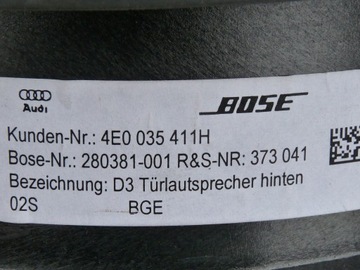 Audi
BOSE
Kunden-Nr.: 4E0 035 411H
Bose-Nr.: 280381-001 R&S-NR: 373 041
Bezeichnung: D3 Türlautsprecher hinten
02S BGE